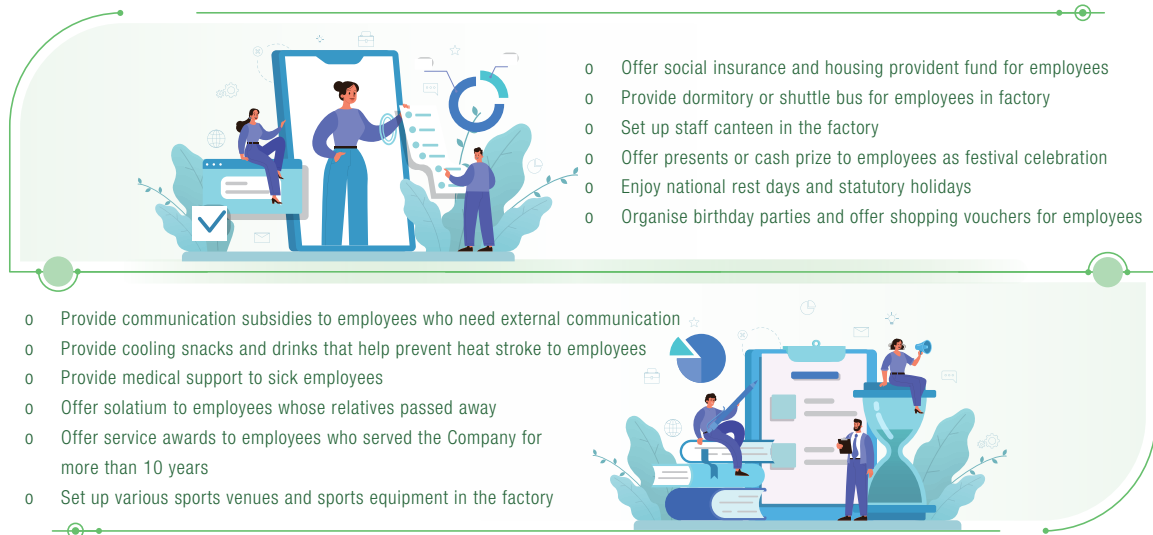 o Offer social insurance and housing provident fund for employees
o Provide dormitory or shuttle bus for employees in factory
o Set up staff canteen in the factory
o Offer presents or cash prize to employees as festival celebration
o Enjoy national rest days and statutory holidays
o Organise birthday parties and offer shopping vouchers for employees
o Provide communication subsidies to employees who need external communication
o Provide cooling snacks and drinks that help prevent heat stroke to employees
o Provide medical support to sick employees
o Offer solatium to employees whose relatives passed away
o Offer service awards to employees who served the Company for
more than 10 years
o Set up various sports venues and sports equipment in the factory